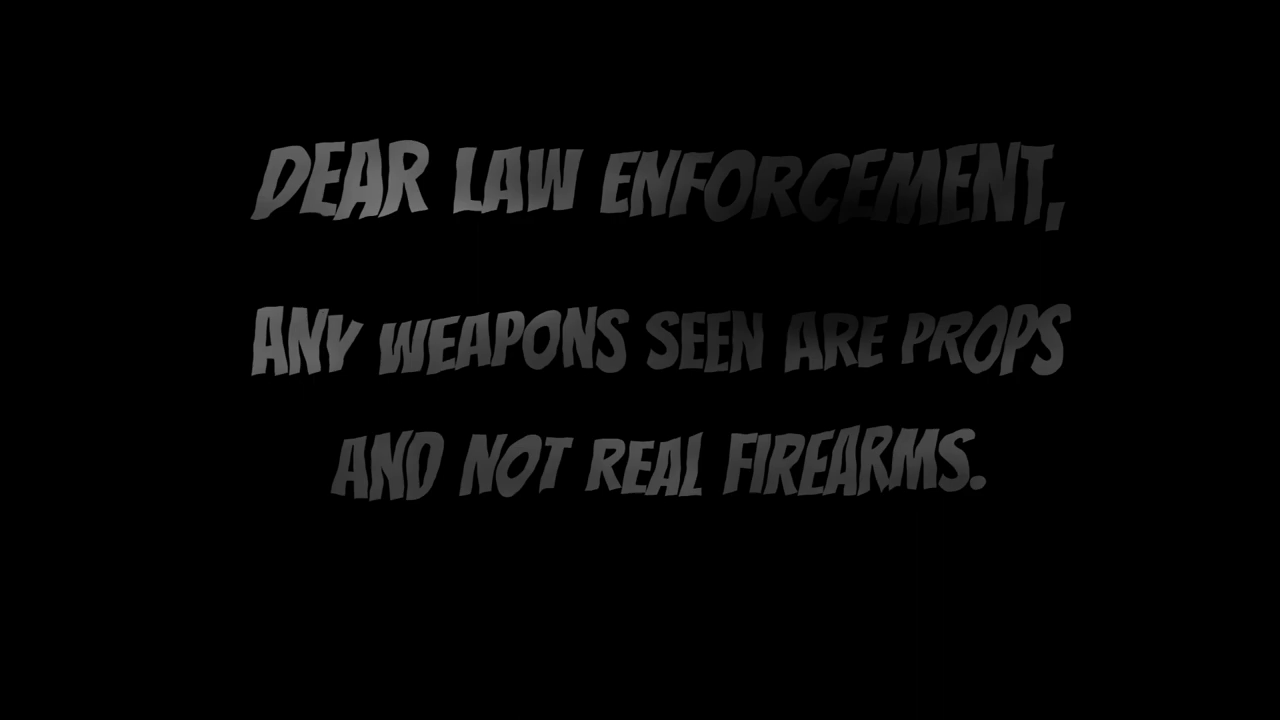 DEAR LAW ENFORCEMENT,
ANY WEAPONS SEEN ARE PROPS
AND NOT REAL FIREARMS.